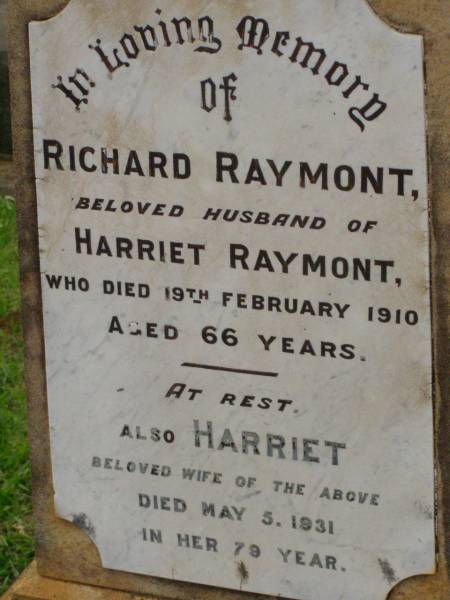 In Loving Memory
of
RICHARD RAYMONT,
BELOVED HUSBAND OF
HARRIET RAYMONT,
WHO DIED 19TH FEBRUARY 1910
AGED 66 YEARS.
AT REST.
ALSO HARRIET
BELOVED WIFE OF THE ABOVE
DIED MAY 5. 1931
IN HER 79 YEAR.